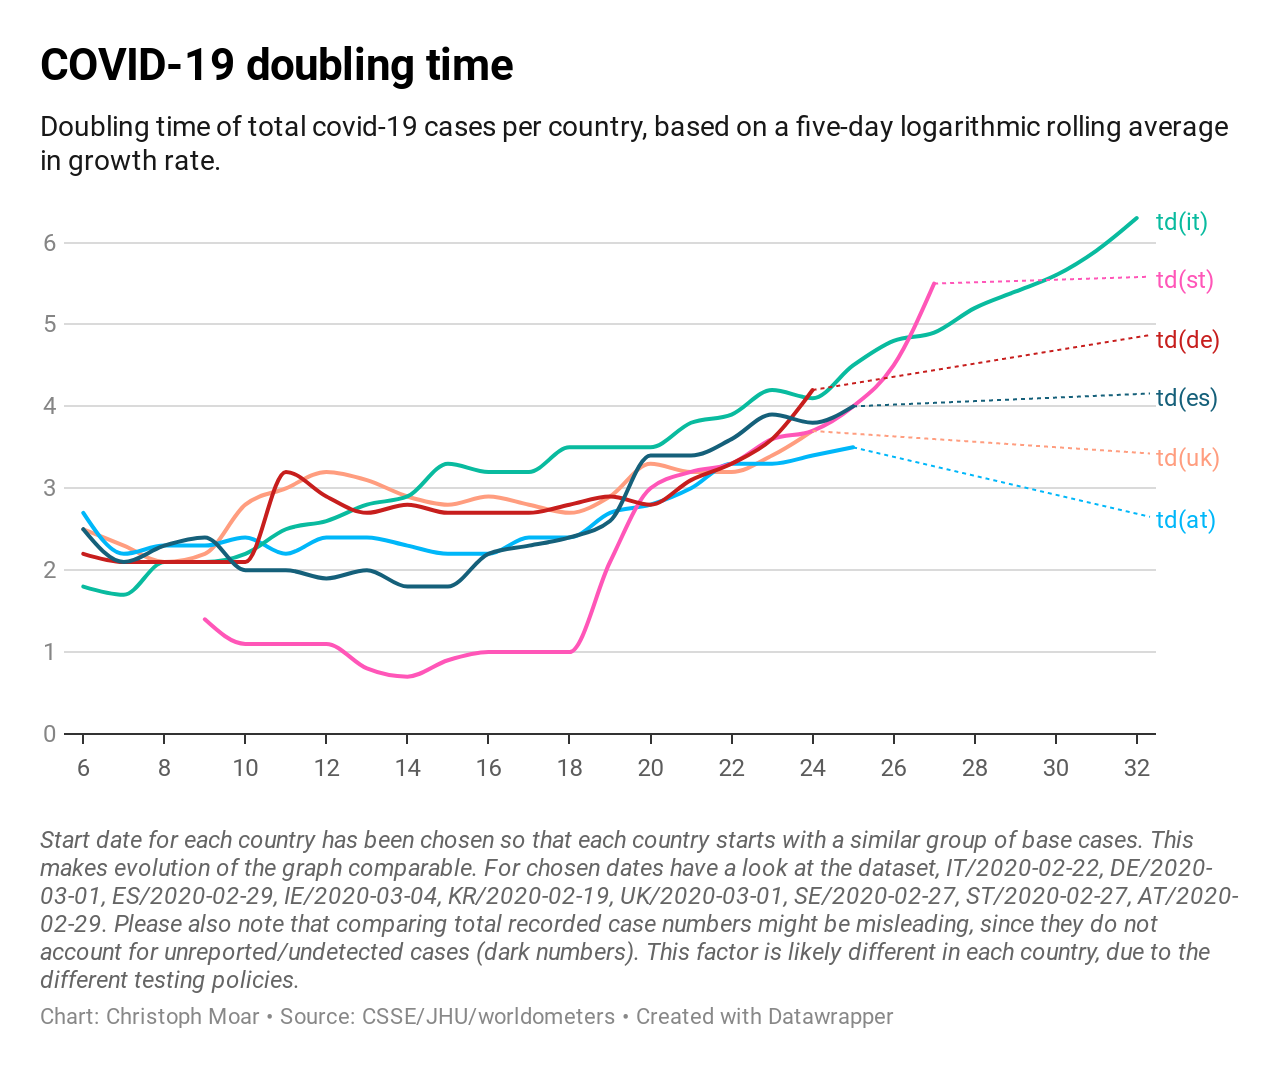 COVID-19 doubling time
Doubling time of total covid-19 cases per country, based on a five-day logarithmic rolling average
in growth rate.
td(it)
6
td(st)
5
td(de)
4
td(es)
td(uk)
3
td(at)
2
1
0
6 8 10 12 14 16 18 20 22 24 26 28 30 32
Start date for each country has been chosen so that each country starts with a similar group of base cases. This
makes evolution of the graph comparable. For chosen dates have a look at the dataset, IT/2020-02-22, DE/2020-
03-01, ES/2020-02-29, IE/2020-03-04, KR/2020-02-19, UK/2020-03-01, SE/2020-02-27, ST/2020-02-27, AT/2020-
02-29. Please also note that comparing total recorded case numbers might be misleading, since they do not
account for unreported/undetected cases (dark numbers). This factor is likely different in each country, due to the
different testing policies.
Chart: Christoph Moar • Source: CSSE/JHU/worldometers • Created with Datawrapper